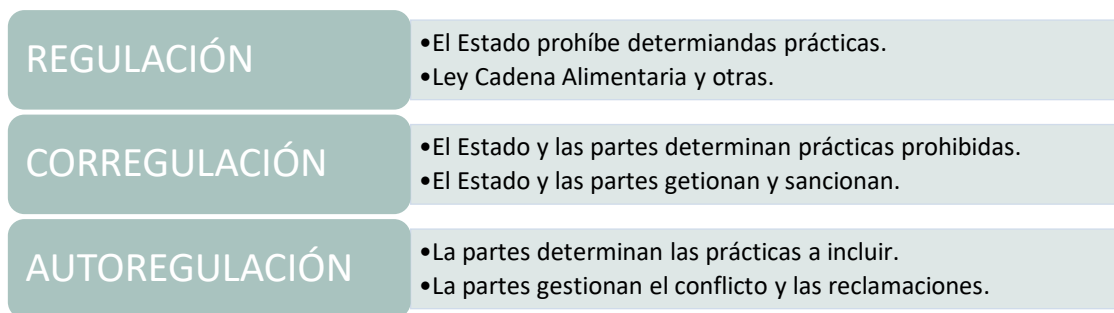 REGULACIÓN
•El Estado prohíbe determiandas prácticas.
•Ley Cadena Alimentaria y otras.
CORREGULACIÓN
•El Estado y las partes determinan prácticas prohibidas.
•El Estado y las partes getionan y sancionan.
AUTOREGULACIÓN
•La partes determinan las prácticas a incluir.
•La partes gestionan el conflicto y las reclamaciones.